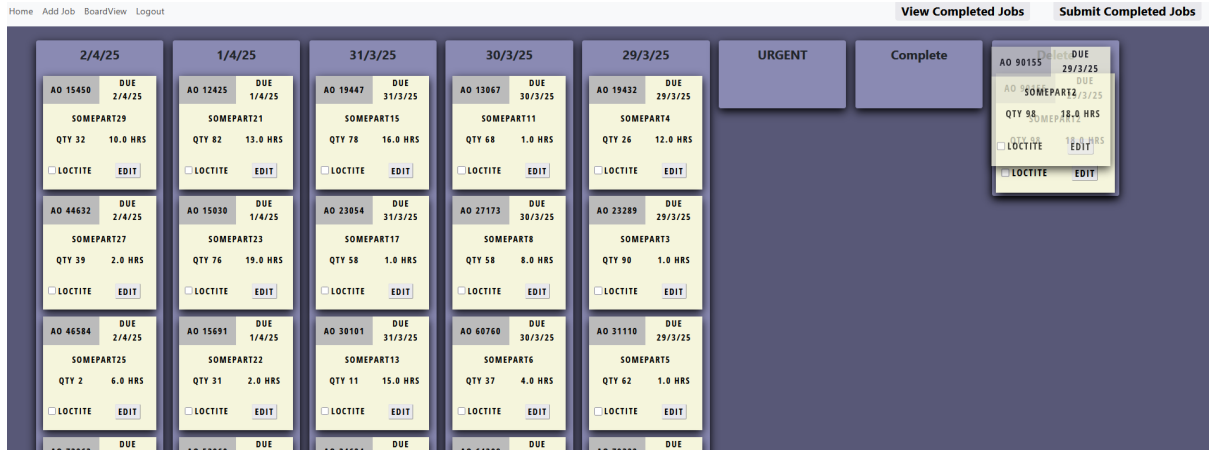 Home Add Job BoardView Logout View Completed Jobs Submit Completed Jobs
2/4/25
AO 15450 DUE 2/4/25
SOMEPART29
QTY 32 10.0 HRS
LOCTITE EDIT
AO 44632 DUE 2/4/25
SOMEPART27
QTY 39 2.0 HRS
LOCTITE EDIT
AO 46584 DUE 2/4/25
SOMEPART25
QTY 2 6.0 HRS
LOCTITE EDIT
DUE
1/4/25
AO 12425 DUE 1/4/25
SOMEPART21
QTY 82 13.0 HRS
LOCTITE EDIT
AO 15030 DUE 1/4/25
SOMEPART23
QTY 76 19.0 HRS
LOCTITE EDIT
AO 15691 DUE 1/4/25
SOMEPART22
QTY 31 2.0 HRS
LOCTITE EDIT
DUE
31/3/25
AO 19447 DUE 31/3/25
SOMEPART15
QTY 78 16.0 HRS
LOCTITE EDIT
AO 23054 DUE 31/3/25
SOMEPART17
QTY 58 1.0 HRS
LOCTITE EDIT
AO 30101 DUE 31/3/25
SOMEPART13
QTY 11 15.0 HRS
LOCTITE EDIT
DUE
30/3/25
AO 13067 DUE 30/3/25
SOMEPART11
QTY 68 1.0 HRS
LOCTITE EDIT
AO 27173 DUE 30/3/25
SOMEPART8
QTY 58 8.0 HRS
LOCTITE EDIT
AO 60760 DUE 30/3/25
SOMEPART6
QTY 37 4.0 HRS
LOCTITE EDIT
DUE
29/3/25
AO 19432 DUE 29/3/25
SOMEPART4
QTY 26 12.0 HRS
LOCTITE EDIT
AO 23289 DUE 29/3/25
SOMEPART3
QTY 90 1.0 HRS
LOCTITE EDIT
AO 31110 DUE 29/3/25
SOMEPART5
QTY 62 1.0 HRS
LOCTITE EDIT
DUE
URGENT
Complete
Delete
AO 90155 DUE 29/3/25
SOMEPART2
QTY 98 18.0 HRS
LOCTITE EDIT
LOCTITE EDIT